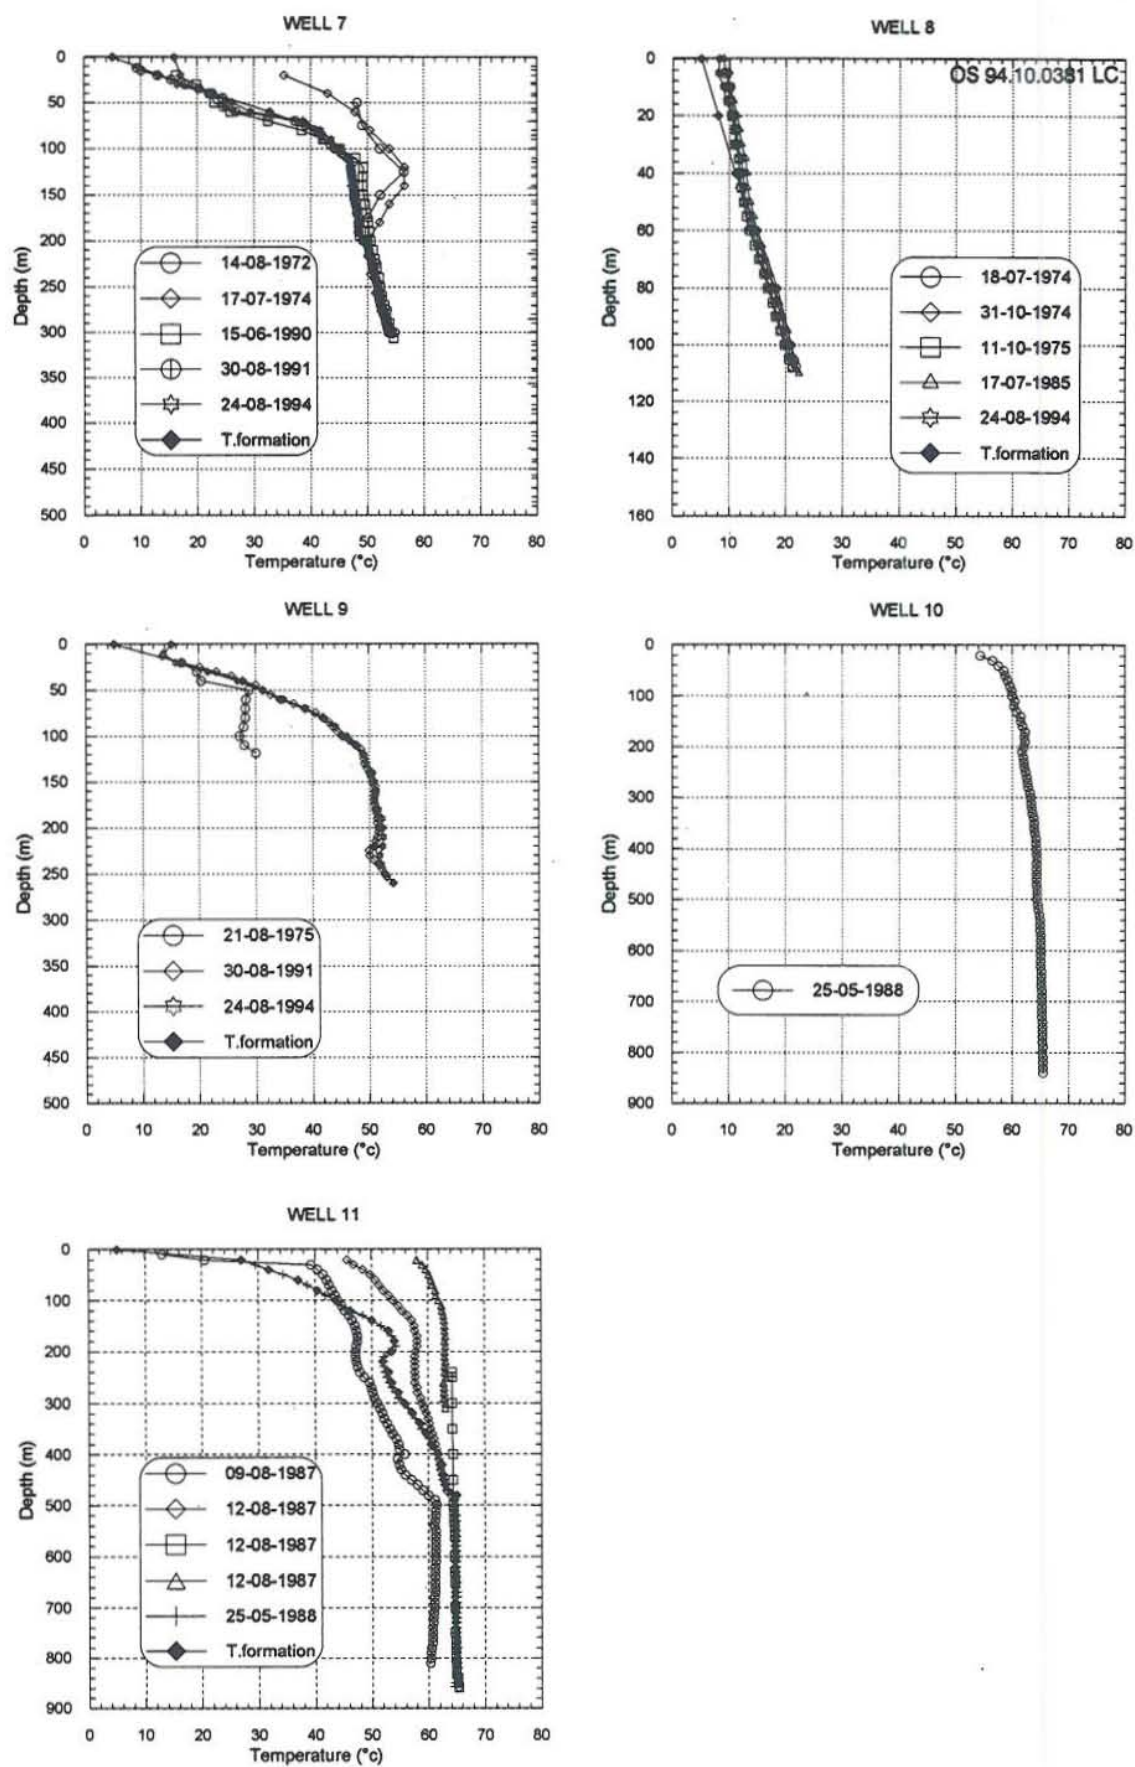 WELL 7
0
50
100
150
200
250
300
350
400
450
500
Depth (m)
14-08-1972
17-07-1974
15-06-1990
30-08-1991
24-08-1994
T.formation
0 10 20 30 40 50 60 70 80
Temperature (°c)
WELL 8
OS 94.10.0381 LC
0
20
40
60
80
100
120
140
160
Depth (m)
18-07-1974
31-10-1974
11-10-1975
17-07-1985
24-08-1994
T.formation
0 10 20 30 40 50 60 70 80
Temperature (°c)
WELL 9
0
50
100
150
200
250
300
350
400
450
500
Depth (m)
21-08-1975
30-08-1991
24-08-1994
T.formation
0 10 20 30 40 50 60 70 80
Temperature (°c)
WELL 10
0
100
200
300
400
500
600
700
800
900
Depth (m)
25-05-1988
0 10 20 30 40 50 60 70 80
Temperature (°c)
WELL 11
0
100
200
300
400
500
600
700
800
900
Depth (m)
09-08-1987
12-08-1987
12-08-1987
12-08-1987
25-05-1988
T.formation
0 10 20 30 40 50 60 70 80
Temperature (°c)